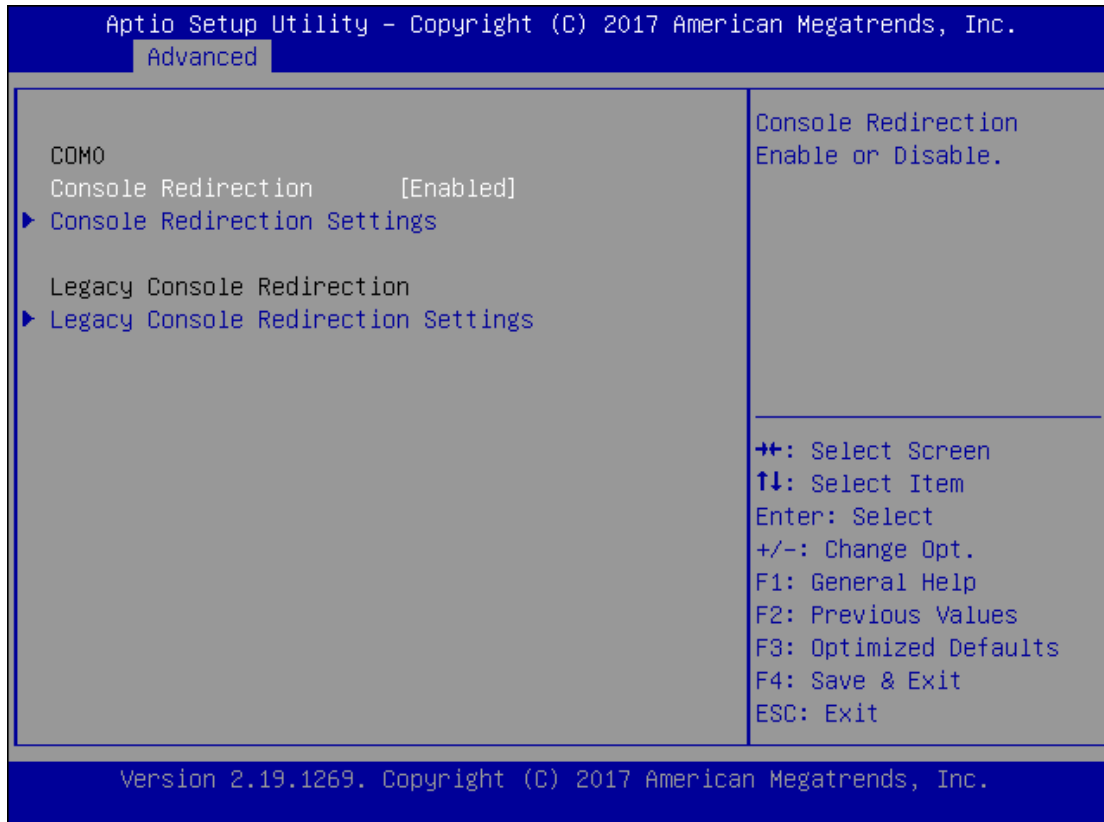 Aptio Setup Utility – Copyright (C) 2017 American Megatrends, Inc.
Advanced
COM0
Console Redirection [Enabled]
Console Redirection Settings
Legacy Console Redirection
Legacy Console Redirection Settings
Console Redirection
Enable or Disable.
→←: Select Screen
↑↓: Select Item
Enter: Select
+/-: Change Opt.
F1: General Help
F2: Previous Values
F3: Optimized Defaults
F4: Save & Exit
ESC: Exit
Version 2.19.1269. Copyright (C) 2017 American Megatrends, Inc.